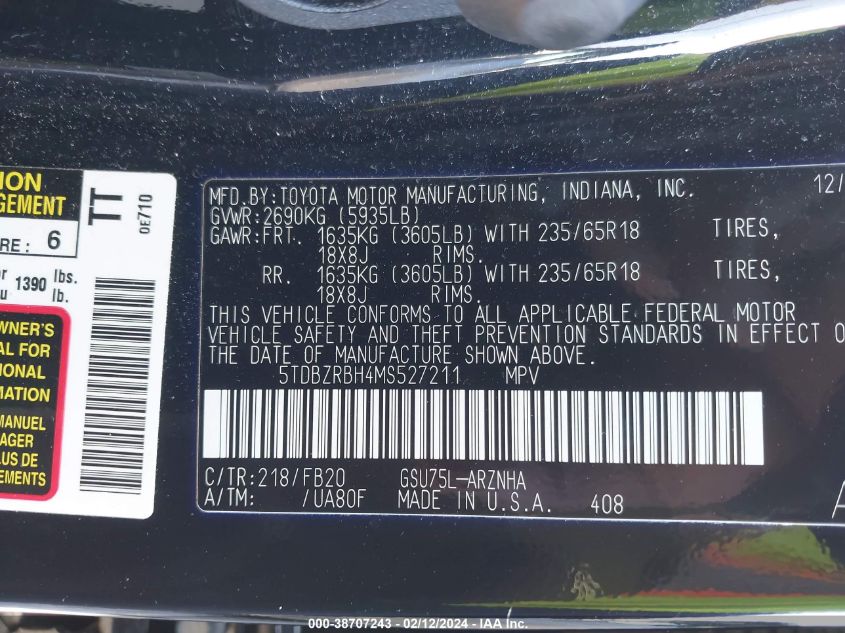 ION
GEMENT
TT
0E710
RE: 6
or 1390 lbs.
u lb.
WNER'S
AL FOR
IONAL
MATION
MANUEL
AGER
LUS DE
EMENTS
MFD.BY:TOYOTA MOTOR MANUFACTURING, INDIANA, INC. 12/
GVWR:2690KG (5935LB)
GAWR:FRT. 1635KG (3605LB) WITH 235/65R18 TIRES,
18X8J RIMS.
RR. 1635KG (3605LB) WITH 235/65R18 TIRES,
18X8J RIMS.
THIS VEHICLE CONFORMS TO ALL APPLICABLE FEDERAL MOTOR
VEHICLE SAFETY AND THEFT PREVENTION STANDARDS IN EFFECT O
THE DATE OF MANUFACTURE SHOWN ABOVE.
5TDBZRBH4MS527211 MPV
C/TR:218/FB20 GSU75L-ARZNHA
A/TM: /UA80F MADE IN U.S.A. 408
A
000-38707243 - 02/12/2024 - IAA Inc.